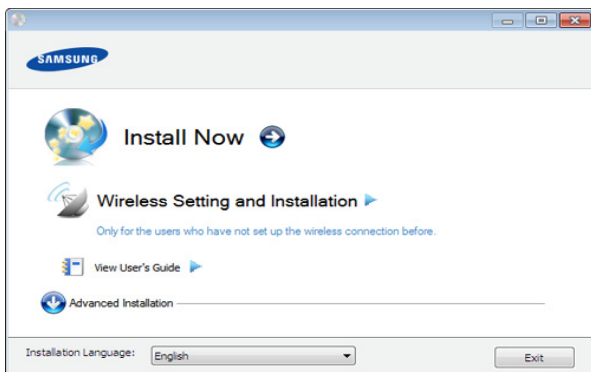 SAMSUNG
Install Now
Wireless Setting and Installation
Only for the users who have not set up the wireless connection before.
View User's Guide
Advanced Installation
Installation Language: English
Exit